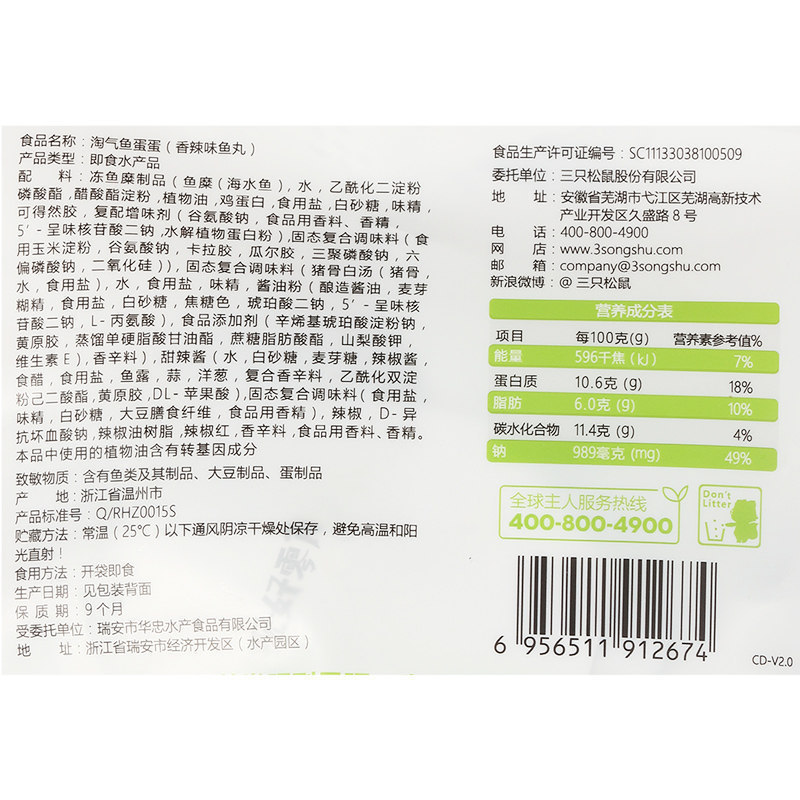 食品名称：淘气鱼蛋蛋（香辣味鱼丸）
产品类型：即食水产品
配　料：冻鱼糜制品（鱼糜（海水鱼），水，乙酰化二淀粉
磷酸酯，醋酸酯淀粉，植物油，鸡蛋白，食用盐，白砂糖，味精，
可得然胶，复配增味剂（谷氨酸钠，食品用香料、香精，
5'-呈味核苷酸二钠,水解植物蛋白粉）,固态复合调味料（食
用玉米淀粉，谷氨酸钠，卡拉胶，瓜尔胶，三聚磷酸钠，六
偏磷酸钠，二氧化硅)),固态复合调味料（猪骨白汤（猪骨，
水，食用盐），水，食用盐，味精，酱油粉（酿造酱油，麦芽
糊精，食用盐，白砂糖，焦糖色，琥珀酸二钠，5'-呈味核
苷酸二钠，L-丙氨酸），食品添加剂（辛烯基琥珀酸淀粉钠，
黄原胶，蒸馏单硬脂酸甘油酯，蔗糖脂肪酸酯，山梨酸钾，
维生素E),香辛料），甜辣酱（水，白砂糖，麦芽糖，辣椒酱，
食醋，食用盐，鱼露，蒜，洋葱，复合香辛料，乙酰化双淀
粉己二酸酯,黄原胶,DL-苹果酸）,固态复合调味料（食用盐，
味精，白砂糖，大豆膳食纤维，食品用香精），辣椒，D-异
抗坏血酸钠，辣椒油树脂，辣椒红，香辛料，食品用香料、香精。
本品中使用的植物油含有转基因成分
致敏物质：含有鱼类及其制品、大豆制品、蛋制品
产　地：浙江省温州市
产品标准号：Q/RHZ0015S
贮藏方法：常温（25℃）以下通风阴凉干燥处保存，避免高温和阳
光直射！
食用方法：开袋即食
生产日期：见包装背面
保质期：9个月
受委托单位：瑞安市华忠水产食品有限公司
地　址：浙江省瑞安市经济开发区（水产园区）
食品生产许可证编号：SC11133038100509
委托单位：三只松鼠股份有限公司
地　址：安徽省芜湖市弋江区芜湖高新技术
产业开发区久盛路8号
电　话：400-800-4900
网　店：www.3songshu.com
邮　箱：company@3songshu.com
新浪微博：@三只松鼠
营养成分表
项目 每100克(g) 营养素参考值%
能量 596千焦(kJ) 7%
蛋白质 10.6克(g) 18%
脂肪 6.0克(g) 10%
碳水化合物 11.4克(g) 4%
钠 989毫克(mg) 49%
全球主人服务热线
400-800-4900
Don't
Litter
6 956511 912674
CD-V2.0